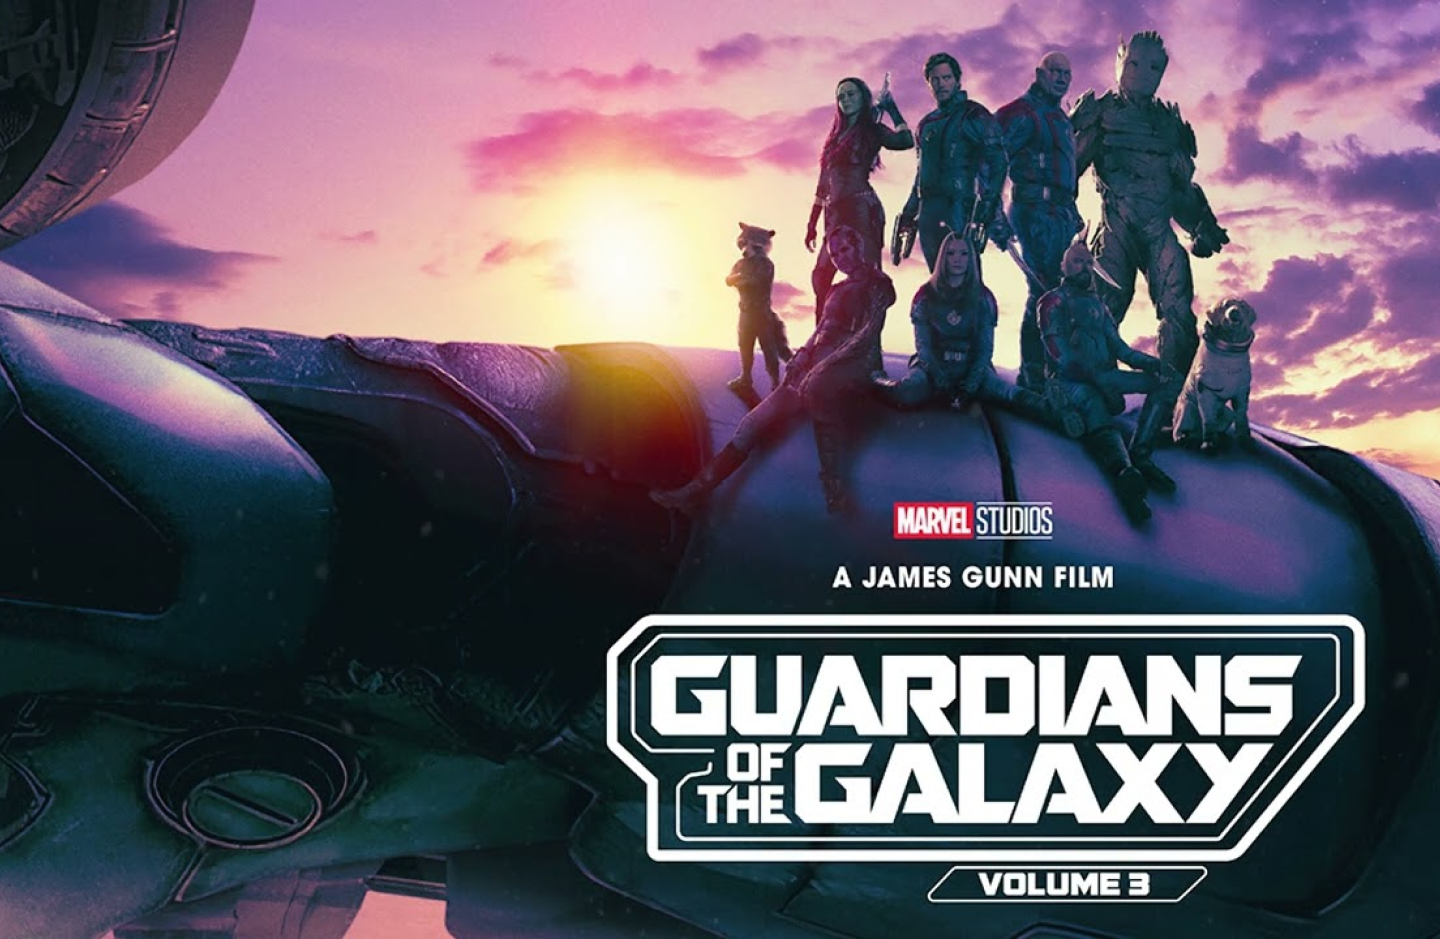 MARVEL STUDIOS
A JAMES GUNN FILM
GUARDIANS
OF THE GALAXY
VOLUME 3